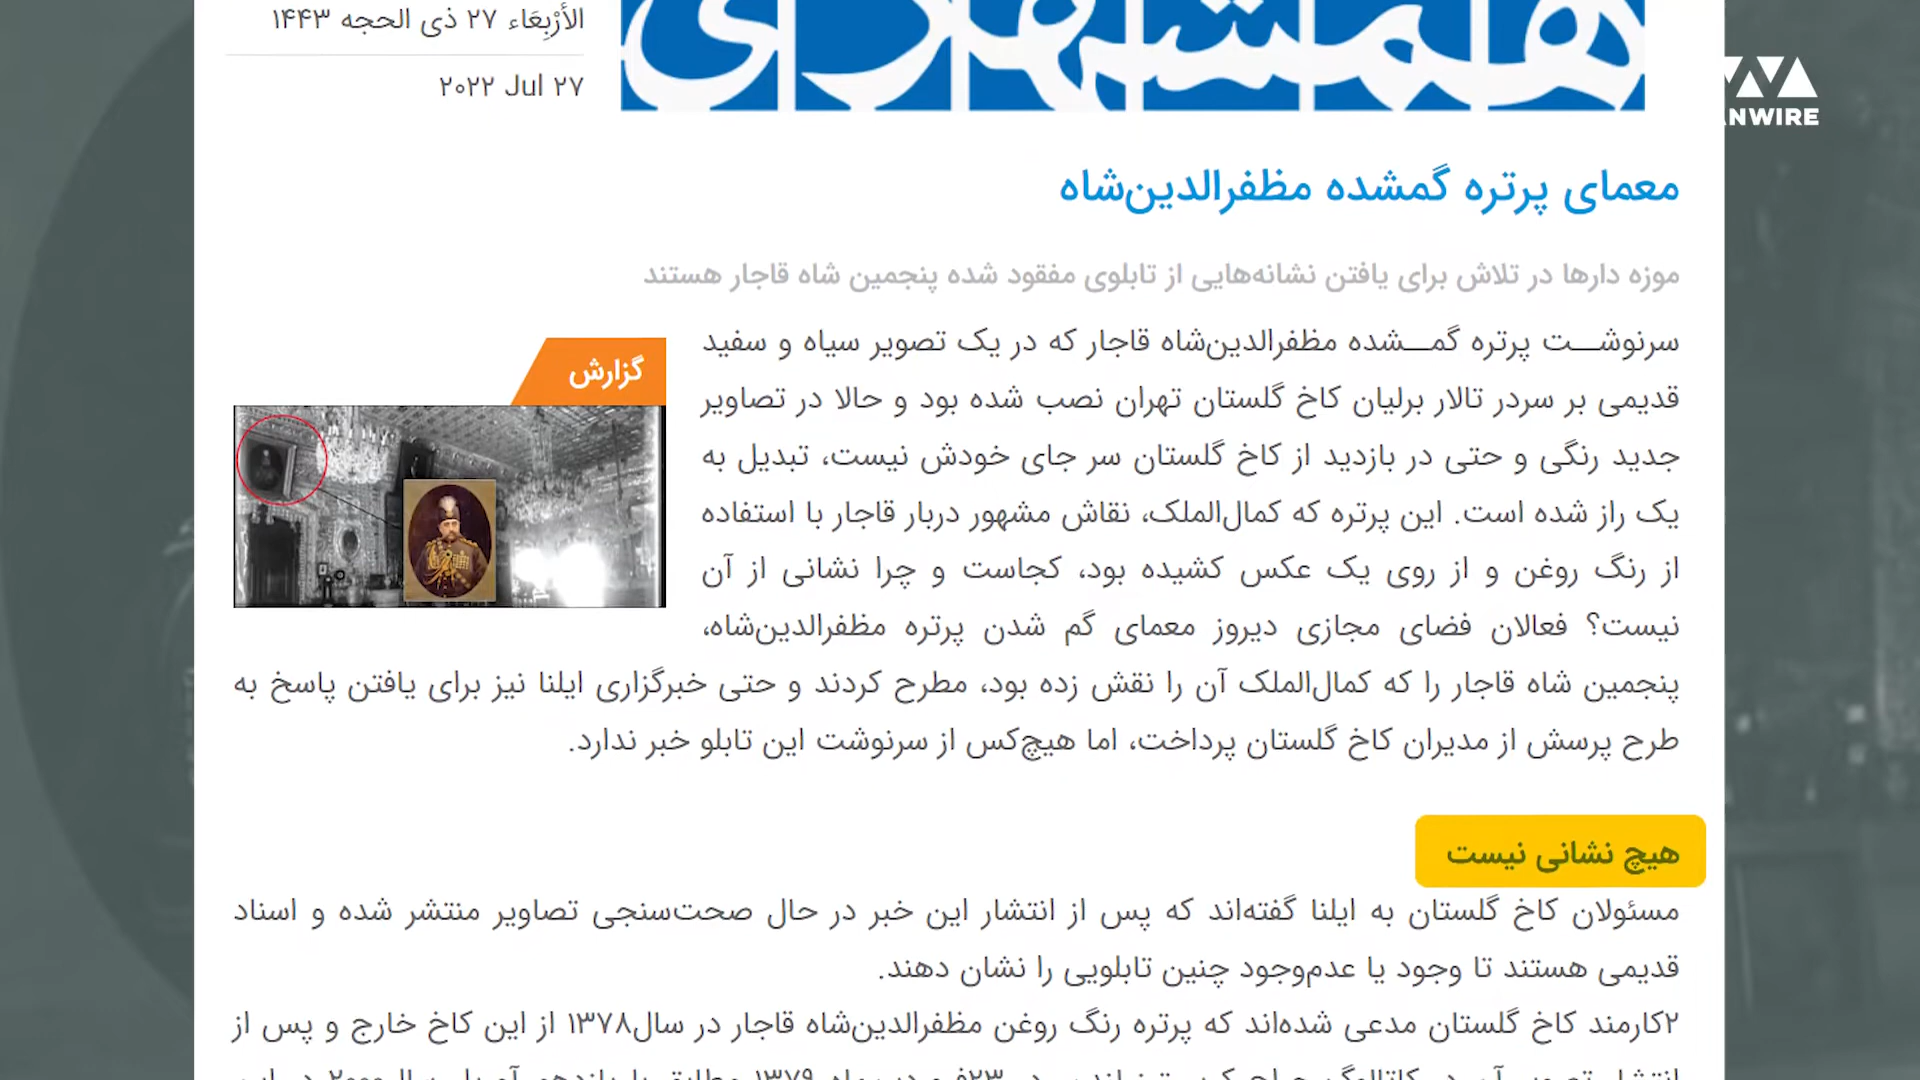 الأرْبِعَاء ۲۷ ذی الحجه ۱۴۴۳
۲۰۲۲ Jul ۲۷
همشهری
ANWIRE
معمای پرتره گمشده مظفرالدین‌شاه
موزه دارها در تلاش برای یافتن نشانه‌هایی از تابلوی مفقود شده پنجمین شاه قاجار هستند
گزارش
سرنوشــت پرتره گمــشده مظفرالدین‌شاه قاجار که در یک تصویر سیاه و سفید
قدیمی بر سردر تالار برلیان کاخ گلستان تهران نصب شده بود و حالا در تصاویر
جدید رنگی و حتی در بازدید از کاخ گلستان سر جای خودش نیست، تبدیل به
یک راز شده است. این پرتره که کمال‌الملک، نقاش مشهور دربار قاجار با استفاده
از رنگ روغن و از روی یک عکس کشیده بود، کجاست و چرا نشانی از آن
نیست؟ فعالان فضای مجازی دیروز معمای گم شدن پرتره مظفرالدین‌شاه،
پنجمین شاه قاجار را که کمال‌الملک آن را نقش زده بود، مطرح کردند و حتی خبرگزاری ایلنا نیز برای یافتن پاسخ به
طرح پرسش از مدیران کاخ گلستان پرداخت، اما هیچ‌کس از سرنوشت این تابلو خبر ندارد.
هیچ نشانی نیست
مسئولان کاخ گلستان به ایلنا گفته‌اند که پس از انتشار این خبر در حال صحت‌سنجی تصاویر منتشر شده و اسناد
قدیمی هستند تا وجود یا عدم‌وجود چنین تابلویی را نشان دهند.
۲کارمند کاخ گلستان مدعی شده‌اند که پرتره رنگ روغن مظفرالدین‌شاه قاجار در سال۱۳۷۸ از این کاخ خارج و پس از